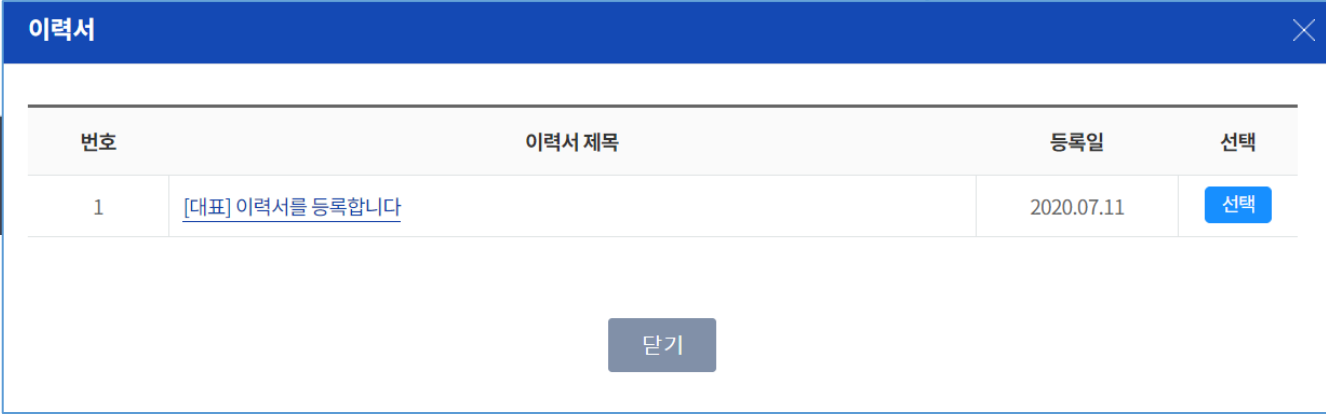 이력서
번호 이력서 제목 등록일 선택
1 [대표] 이력서를 등록합니다 2020.07.11 선택
닫기